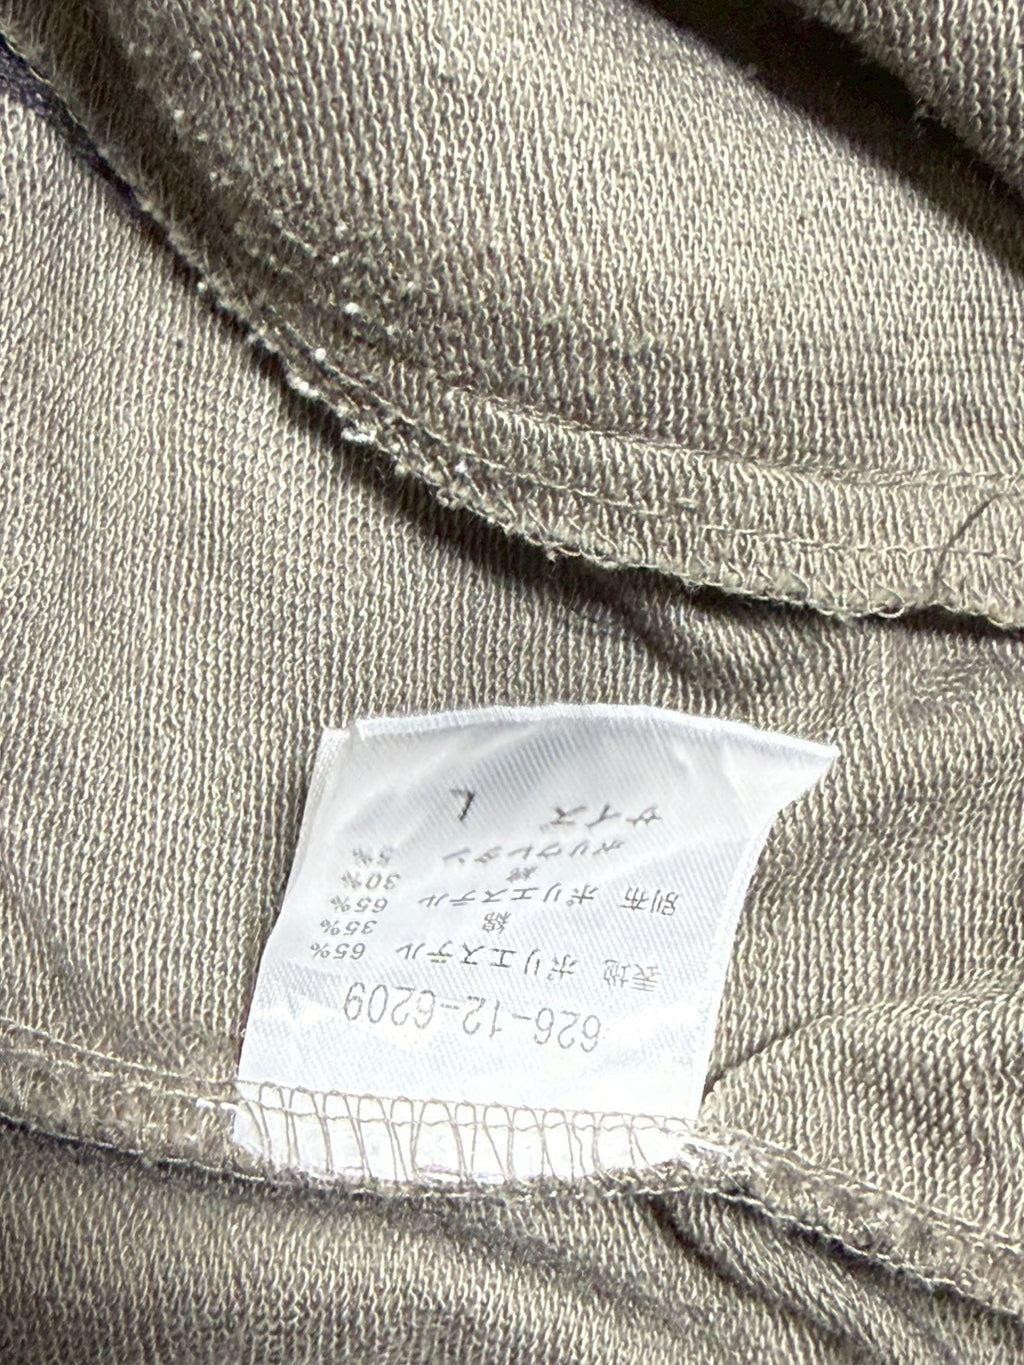 626-12-6209
表地 ポリエステル 65%
綿 35%
別布 ポリエステル 65%
綿 30%
ポリウレタン 5%
サイズ L